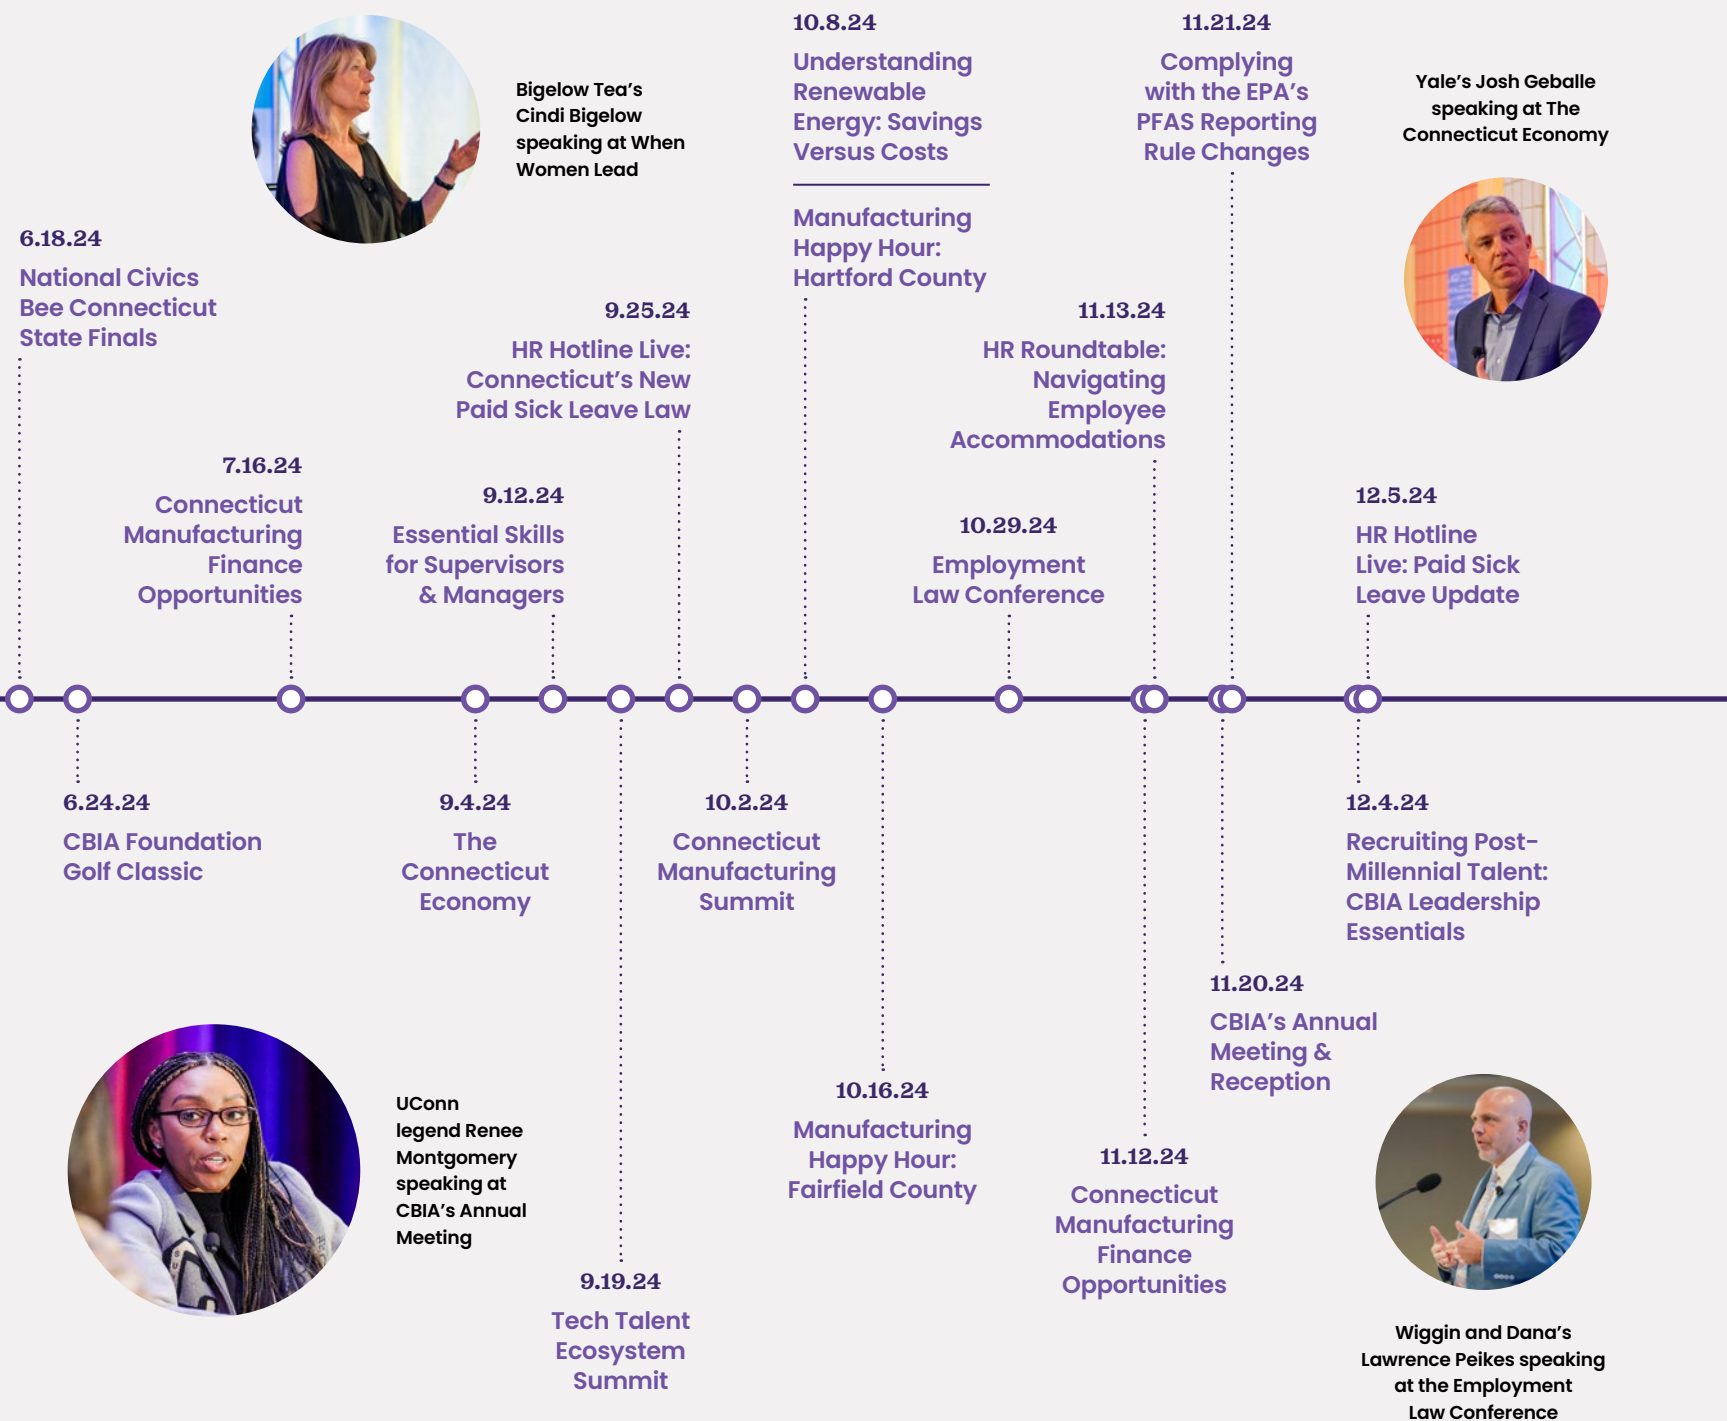 Bigelow Tea’s
Cindi Bigelow
speaking at When
Women Lead
10.8.24
Understanding
Renewable
Energy: Savings
Versus Costs
Manufacturing
Happy Hour:
Hartford County
11.21.24
Complying
with the EPA’s
PFAS Reporting
Rule Changes
Yale’s Josh Geballe
speaking at The
Connecticut Economy
6.18.24
National Civics
Bee Connecticut
State Finals
9.25.24
HR Hotline Live:
Connecticut’s New
Paid Sick Leave Law
11.13.24
HR Roundtable:
Navigating
Employee
Accommodations
7.16.24
Connecticut
Manufacturing
Finance
Opportunities
9.12.24
Essential Skills
for Supervisors
& Managers
10.29.24
Employment
Law Conference
12.5.24
HR Hotline
Live: Paid Sick
Leave Update
6.24.24
CBIA Foundation
Golf Classic
9.4.24
The
Connecticut
Economy
10.2.24
Connecticut
Manufacturing
Summit
12.4.24
Recruiting Post-
Millennial Talent:
CBIA Leadership
Essentials
11.20.24
CBIA’s Annual
Meeting &
Reception
UConn
legend Renee
Montgomery
speaking at
CBIA’s Annual
Meeting
10.16.24
Manufacturing
Happy Hour:
Fairfield County
11.12.24
Connecticut
Manufacturing
Finance
Opportunities
9.19.24
Tech Talent
Ecosystem
Summit
Wiggin and Dana’s
Lawrence Peikes speaking
at the Employment
Law Conference